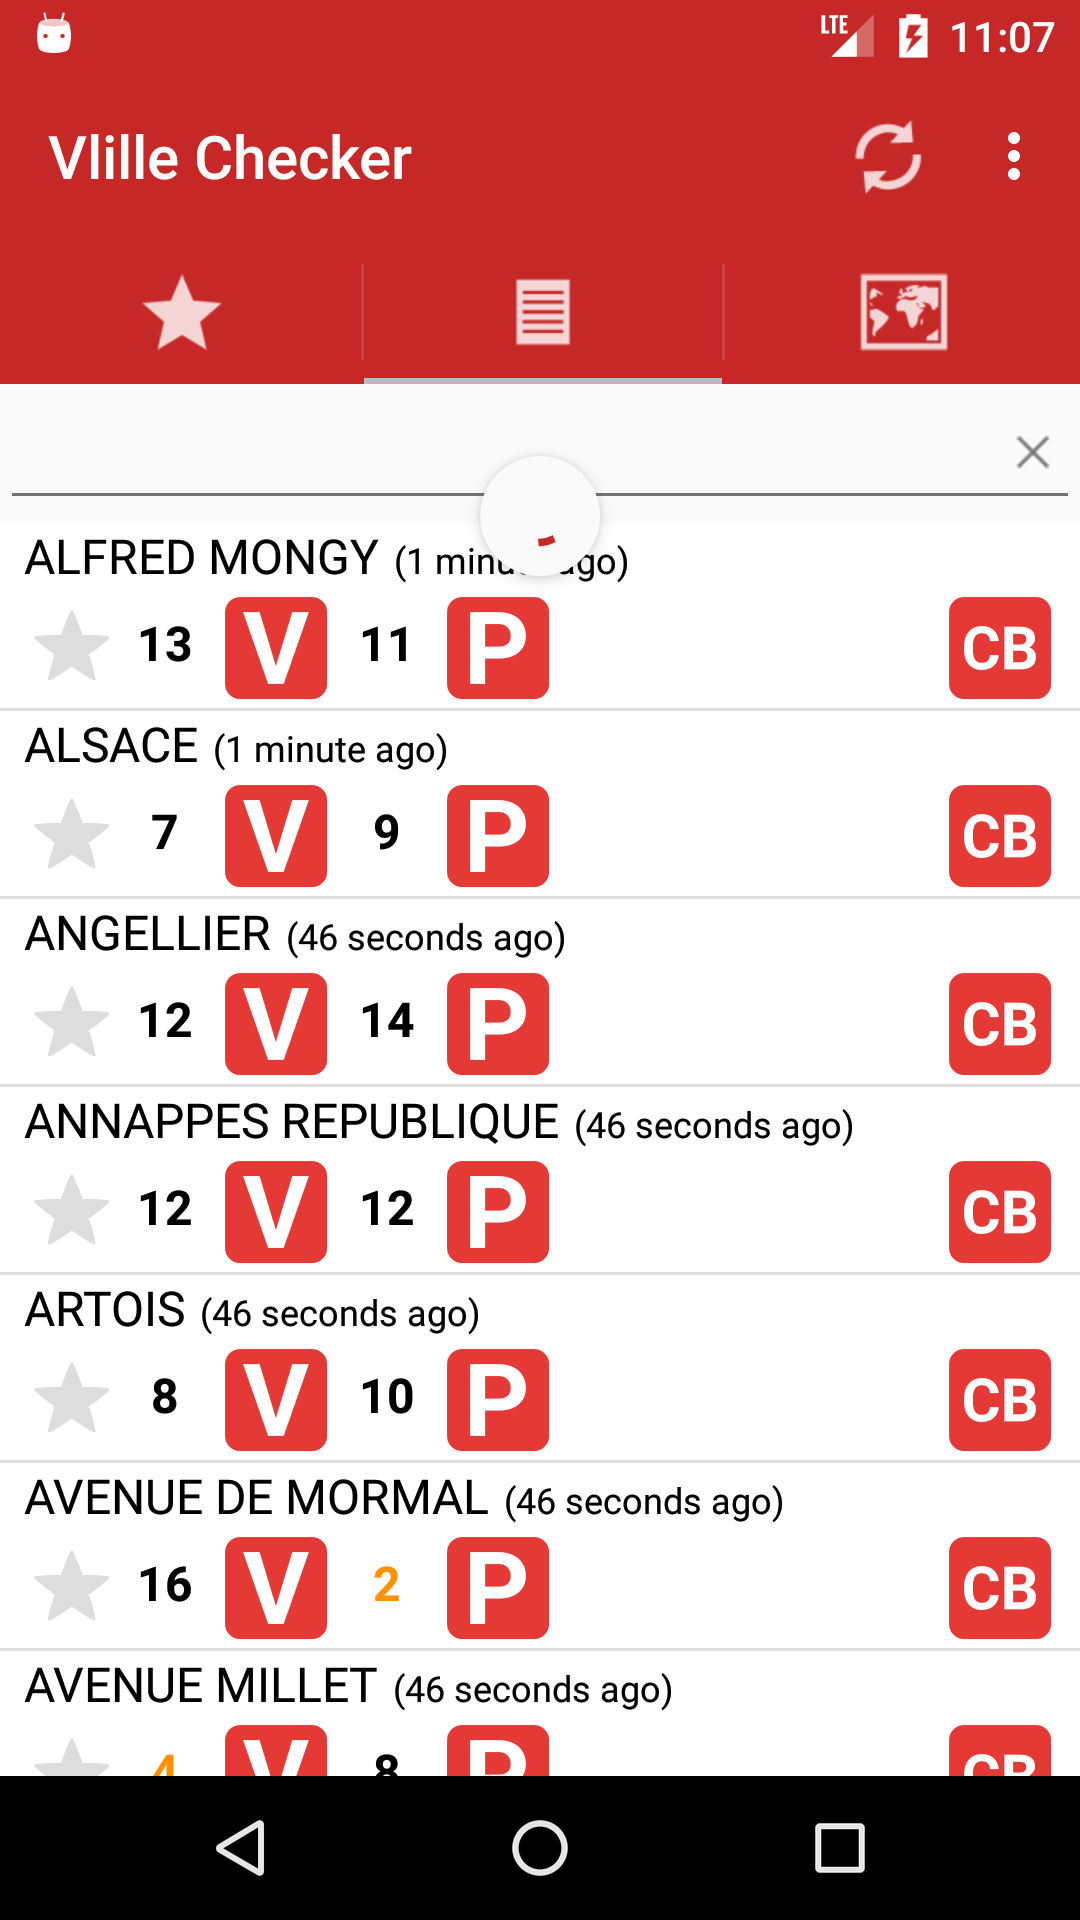 LTE 11:07
Vlille Checker
ALFRED MONGY (1 minu ago)
13 V 11 P CB
ALSACE (1 minute ago)
7 V 9 P CB
ANGELLIER (46 seconds ago)
12 V 14 P CB
ANNAPPES REPUBLIQUE (46 seconds ago)
12 V 12 P CB
ARTOIS (46 seconds ago)
8 V 10 P CB
AVENUE DE MORMAL (46 seconds ago)
16 V 2 P CB
AVENUE MILLET (46 seconds ago)
4 V 8 P CB